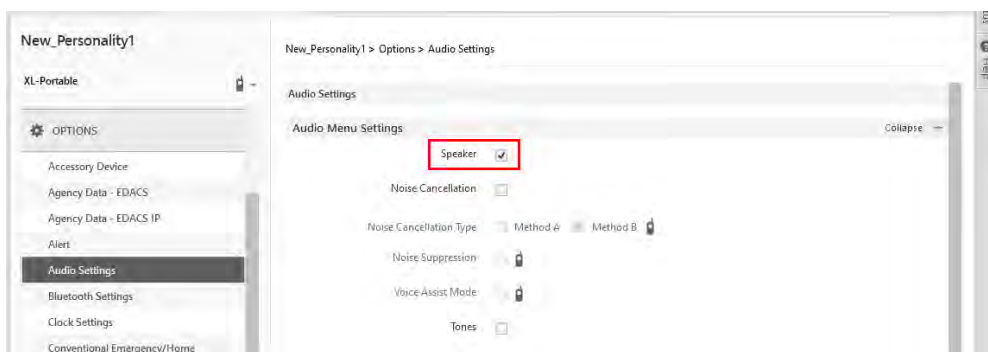 New_Personality1
XL-Portable
OPTIONS
Accessory Device
Agency Data - EDACS
Agency Data - EDACS IP
Alert
Audio Settings
Bluetooth Settings
Clock Settings
Conventional Emergency/Home
New_Personality1 > Options > Audio Settings
Audio Settings
Audio Menu Settings Collapse
Speaker
Noise Cancellation
Noise Cancellation Type Method A Method B
Noise Suppression
Voice Assist Mode
Tones